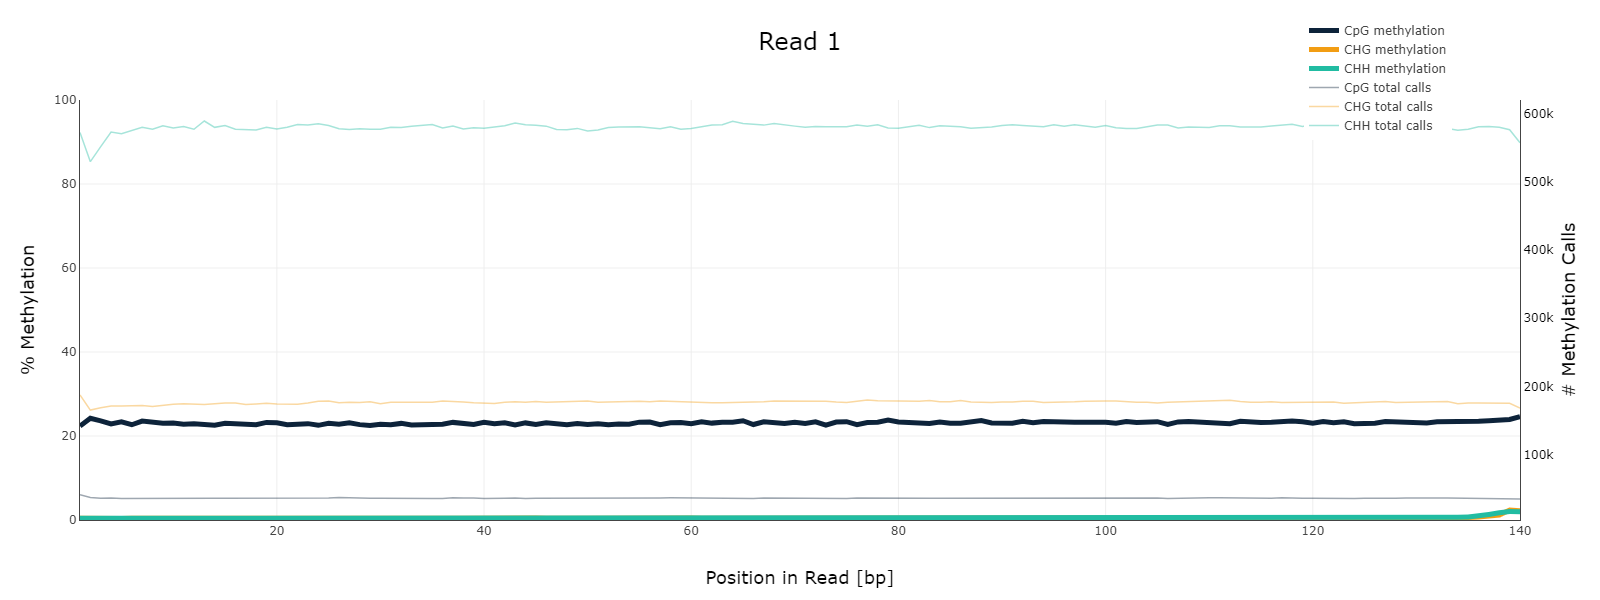 Read 1
CpG methylation
CHG methylation
CHH methylation
CpG total calls
CHG total calls
CHH total calls
100
80
60
40
20
0
% Methylation
600k
500k
400k
300k
200k
100k
# Methylation Calls
20
40
60
80
100
120
140
Position in Read [bp]